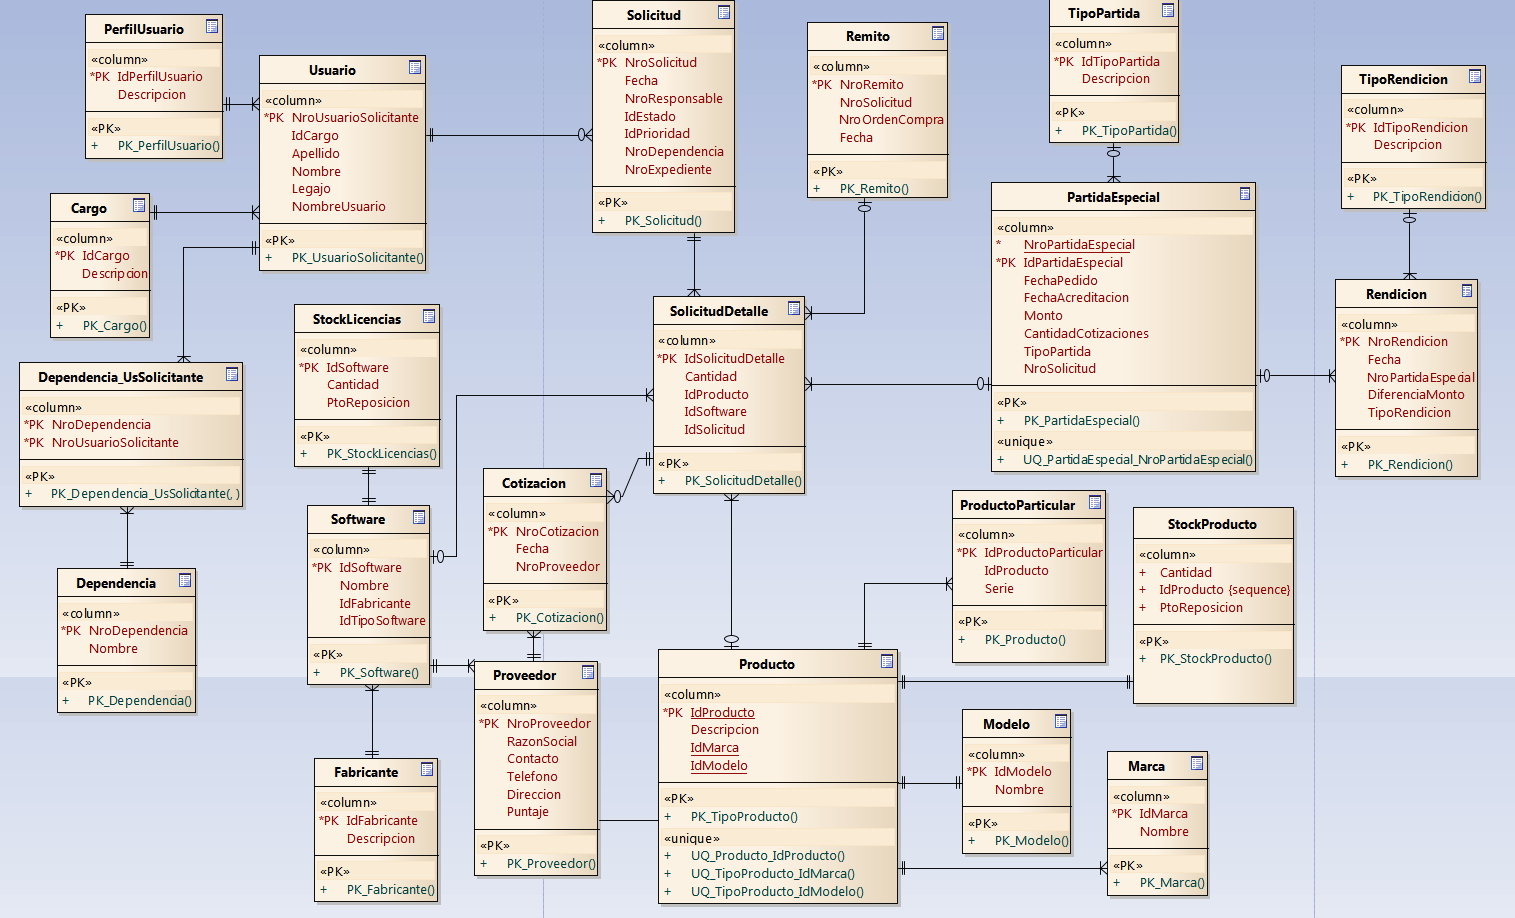 PerfilUsuario
«column»
*PK IdPerfilUsuario
Descripcion
«PK»
+ PK_PerfilUsuario()
Usuario
«column»
*PK NroUsuarioSolicitante
IdCargo
Apellido
Nombre
Legajo
NombreUsuario
«PK»
+ PK_UsuarioSolicitante()
Solicitud
«column»
*PK NroSolicitud
Fecha
NroResponsable
IdEstado
IdPrioridad
NroDependencia
NroExpediente
«PK»
+ PK_Solicitud()
Remito
«column»
*PK NroRemito
NroSolicitud
NroOrdenCompra
Fecha
«PK»
+ PK_Remito()
TipoPartida
«column»
*PK IdTipoPartida
Descripcion
«PK»
+ PK_TipoPartida()
TipoRendicion
«column»
*PK IdTipoRendicion
Descripcion
«PK»
+ PK_TipoRendicion()
Cargo
«column»
*PK IdCargo
Descripcion
«PK»
+ PK_Cargo()
PartidaEspecial
«column»
* NroPartidaEspecial
*PK IdPartidaEspecial
FechaPedido
FechaAcreditacion
Monto
CantidadCotizaciones
TipoPartida
NroSolicitud
«PK»
+ PK_PartidaEspecial()
«unique»
+ UQ_PartidaEspecial_NroPartidaEspecial()
Rendicion
«column»
*PK NroRendicion
Fecha
NroPartidaEspecial
DiferenciaMonto
TipoRendicion
«PK»
+ PK_Rendicion()
StockLicencias
«column»
*PK IdSoftware
Cantidad
PtoReposicion
«PK»
+ PK_StockLicencias()
SolicitudDetalle
«column»
*PK IdSolicitudDetalle
Cantidad
IdProducto
IdSoftware
IdSolicitud
«PK»
+ PK_SolicitudDetalle()
Dependencia_UsSolicitante
«column»
*PK NroDependencia
*PK NroUsuarioSolicitante
«PK»
+ PK_Dependencia_UsSolicitante(, )
Cotizacion
«column»
*PK NroCotizacion
Fecha
NroProveedor
«PK»
+ PK_Cotizacion()
Software
«column»
*PK IdSoftware
Nombre
IdFabricante
IdTipoSoftware
«PK»
+ PK_Software()
ProductoParticular
«column»
*PK IdProductoParticular
IdProducto
Serie
«PK»
+ PK_Producto()
StockProducto
«column»
+ Cantidad
+ IdProducto {sequence}
+ PtoReposicion
«PK»
+ PK_StockProducto()
Dependencia
«column»
*PK NroDependencia
Nombre
«PK»
+ PK_Dependencia()
Proveedor
«column»
*PK NroProveedor
RazonSocial
Contacto
Telefono
Direccion
Puntaje
«PK»
+ PK_Proveedor()
Producto
«column»
*PK IdProducto
Descripcion
IdMarca
IdModelo
«PK»
+ PK_TipoProducto()
«unique»
+ UQ_Producto_IdProducto()
+ UQ_TipoProducto_IdMarca()
+ UQ_TipoProducto_IdModelo()
Modelo
«column»
*PK IdModelo
Nombre
«PK»
+ PK_Modelo()
Marca
«column»
*PK IdMarca
Nombre
«PK»
+ PK_Marca()
Fabricante
«column»
*PK IdFabricante
Descripcion
«PK»
+ PK_Fabricante()